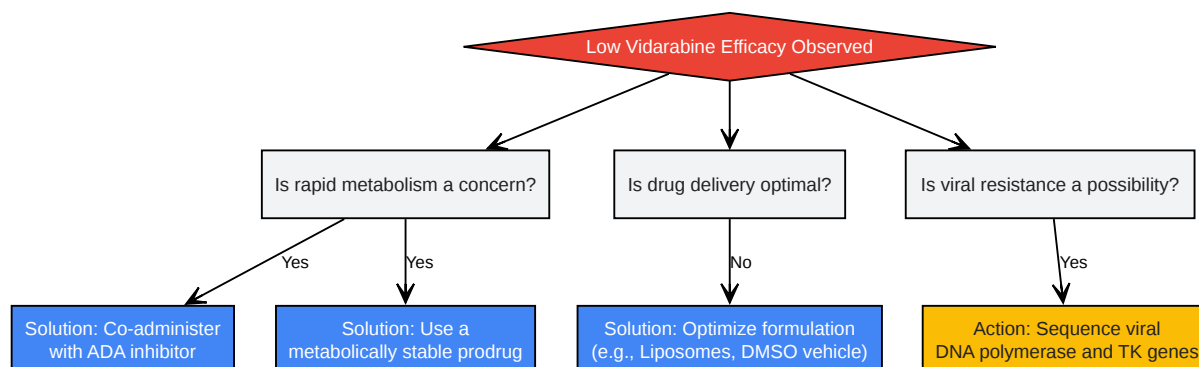 Low Vidarabine Efficacy Observed
Is rapid metabolism a concern?
Is drug delivery optimal?
Is viral resistance a possibility?
Yes
Yes
No
Yes
Solution: Co-administer
with ADA inhibitor
Solution: Use a
metabolically stable prodrug
Solution: Optimize formulation
(e.g., Liposomes, DMSO vehicle)
Action: Sequence viral
DNA polymerase and TK genes